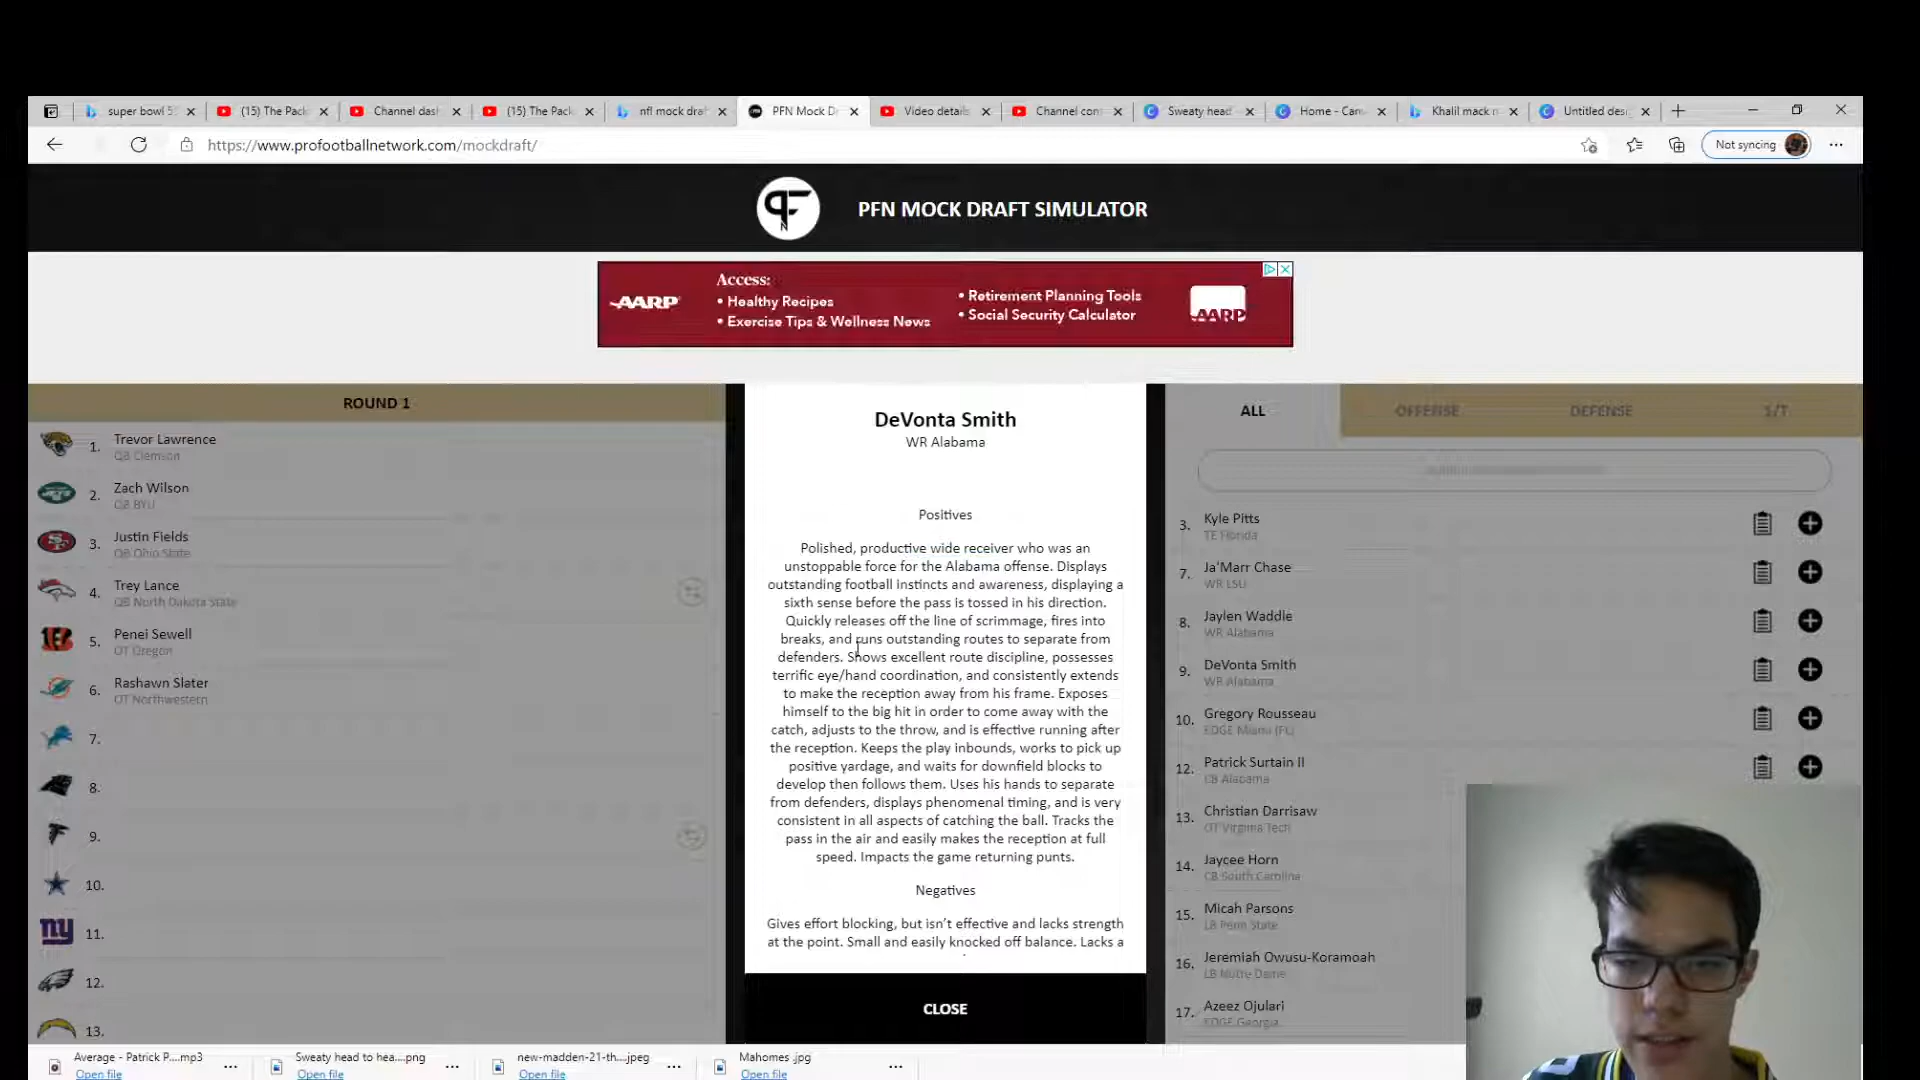 super bowl 5
(15) The Pack
Channel das
(15) The Pack
nfl mock dra
PFN Mock Dr
Video details
Channel con
Sweaty head
Home - Can
Khalil mack r
Untitled des
https://www.profootballnetwork.com/mockdraft/
Not syncing
PFN MOCK DRAFT SIMULATOR
AARP
Access:
• Healthy Recipes
• Exercise Tips & Wellness News
• Retirement Planning Tools
• Social Security Calculator
AARP
ROUND 1
1. Trevor Lawrence
QB Clemson
2. Zach Wilson
QB BYU
3. Justin Fields
QB Ohio State
4. Trey Lance
QB North Dakota State
5. Penei Sewell
OT Oregon
6. Rashawn Slater
OT Northwestern
7.
8.
9.
10.
ny 11.
12.
13.
DeVonta Smith
WR Alabama
Positives
Polished, productive wide receiver who was an
unstoppable force for the Alabama offense. Displays
outstanding football instincts and awareness, displaying a
sixth sense before the pass is tossed in his direction.
Quickly releases off the line of scrimmage, fires into
breaks, and runs outstanding routes to separate from
defenders. Shows excellent route discipline, possesses
terrific eye/hand coordination, and consistently extends
to make the reception away from his frame. Exposes
himself to the big hit in order to come away with the
catch, adjusts to the throw, and is effective running after
the reception. Keeps the play inbounds, works to pick up
positive yardage, and waits for downfield blocks to
develop then follows them. Uses his hands to separate
from defenders, displays phenomenal timing, and is very
consistent in all aspects of catching the ball. Tracks the
pass in the air and easily makes the reception at full
speed. Impacts the game returning punts.
Negatives
Gives effort blocking, but isn't effective and lacks strength
at the point. Small and easily knocked off balance. Lacks a
CLOSE
ALL
OFFENSE
DEFENSE
S/T
3. Kyle Pitts
TE Florida
7. Ja'Marr Chase
WR LSU
8. Jaylen Waddle
WR Alabama
9. DeVonta Smith
WR Alabama
10. Gregory Rousseau
EDGE Miami (FL)
12. Patrick Surtain II
CB Alabama
13. Christian Darrisaw
OT Virginia Tech
14. Jaycee Horn
CB South Carolina
15. Micah Parsons
LB Penn State
16. Jeremiah Owusu-Koramoah
LB Notre Dame
17. Azeez Ojulari
EDGE Georgia
Average - Patrick P....mp3
Open file
Sweaty head to hea....png
Open file
new-madden-21-th....jpeg
Open file
Mahomes .jpg
Open file